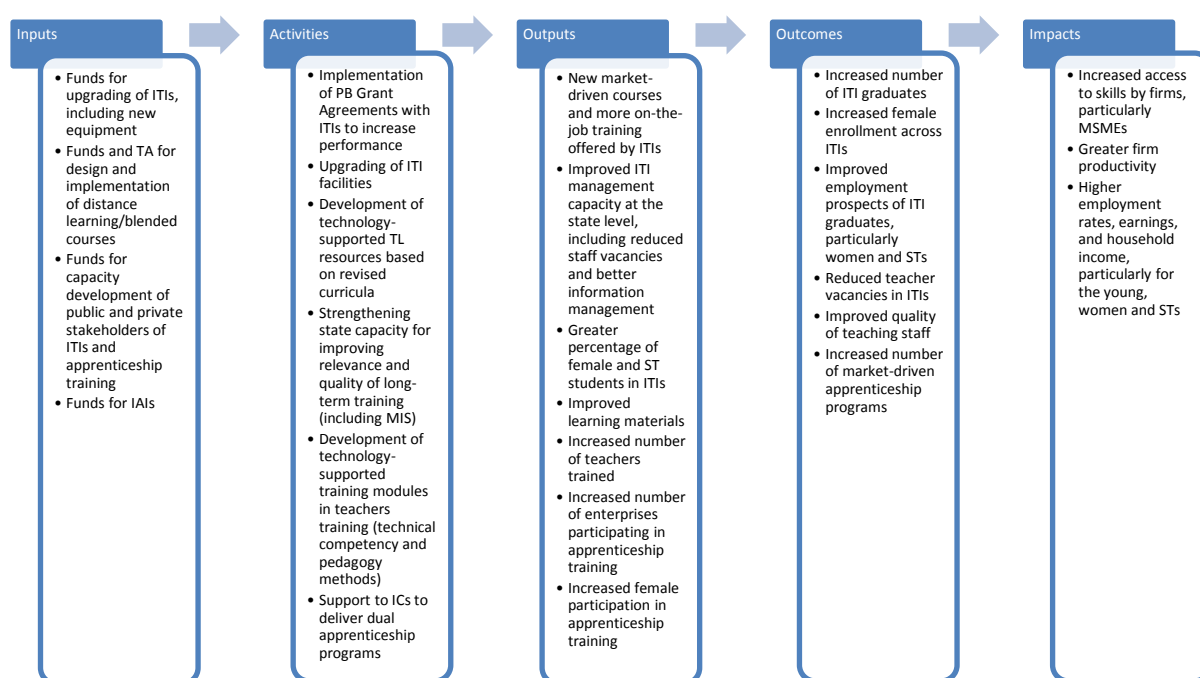 Inputs
• Funds for
upgrading of ITIs,
including new
equipment
• Funds and TA for
design and
implementation
of distance
learning/blended
courses
• Funds for
capacity
development of
public and private
stakeholders of
ITIs and
apprenticeship
training
• Funds for IAIs
Activities
• Implementation
of PB Grant
Agreements with
ITIs to increase
performance
• Upgrading of ITI
facilities
• Development of
technology-
supported TL
resources based
on revised
curricula
• Strengthening
state capacity for
improving
relevance and
quality of long-
term training
(including MIS)
• Development of
technology-
supported
training modules
in teachers
training (technical
competency and
pedagogy
methods)
• Support to ICs to
deliver dual
apprenticeship
programs
Outputs
• New market-
driven courses
and more on-the-
job training
offered by ITIs
• Improved ITI
management
capacity at the
state level,
including reduced
staff vacancies
and better
information
management
• Greater
percentage of
female and ST
students in ITIs
• Improved
learning materials
• Increased number
of teachers
trained
• Increased number
of enterprises
participating in
apprenticeship
training
• Increased female
participation in
apprenticeship
training
Outcomes
• Increased number
of ITI graduates
• Increased female
enrollment across
ITIs
• Improved
employment
prospects of ITI
graduates,
particularly
women and STs
• Reduced teacher
vacancies in ITIs
• Improved quality
of teaching staff
• Increased number
of market-driven
apprenticeship
programs
Impacts
• Increased access
to skills by firms,
particularly
MSMEs
• Greater firm
productivity
• Higher
employment
rates, earnings,
and household
income,
particularly for
the young,
women and STs